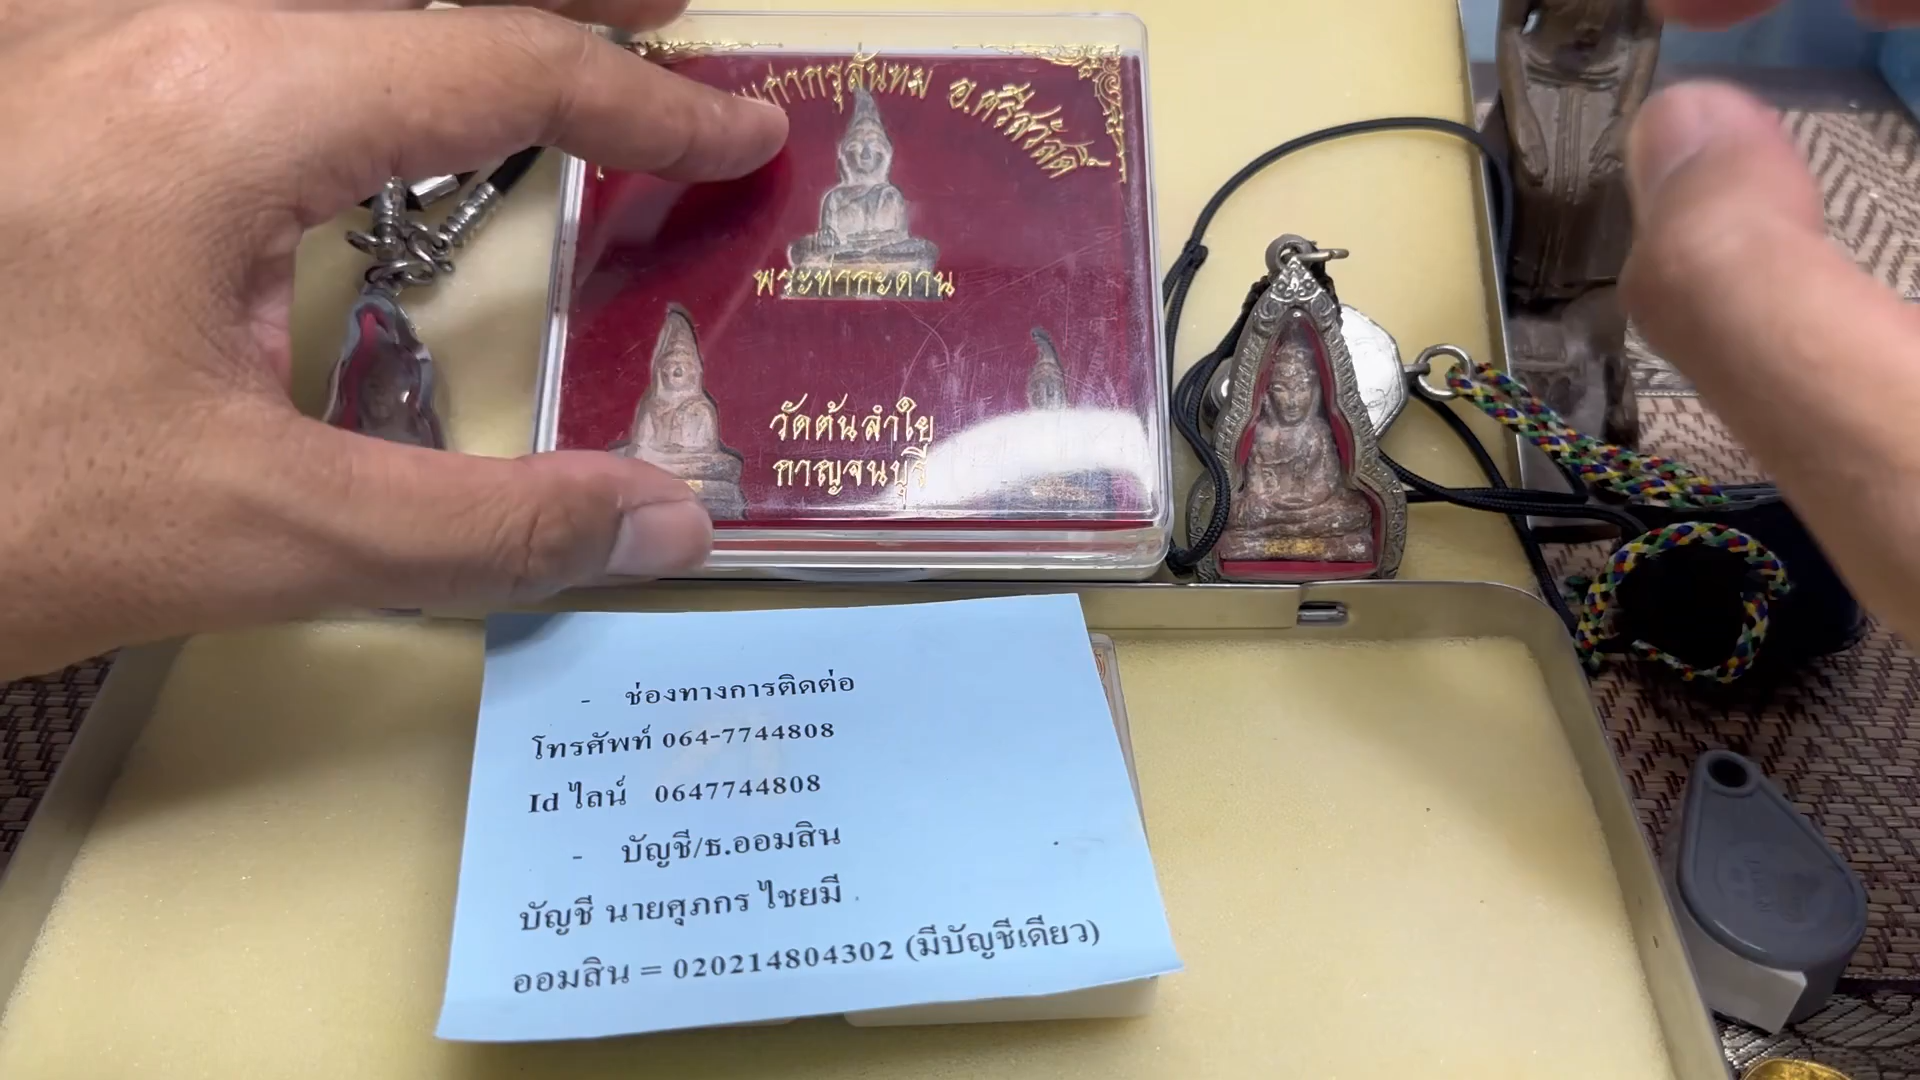 อ.ศรีสวัสดิ์
พระท่ากะดาน
วัดต้นลำใย
กาญจนบุรี
- ช่องทางการติดต่อ
โทรศัพท์ 064-7744808
Id ไลน์ 0647744808
- บัญชี/ธ.ออมสิน
บัญชี นายศุภกร ไชยมี
ออมสิน = 020214804302 (มีบัญชีเดียว)